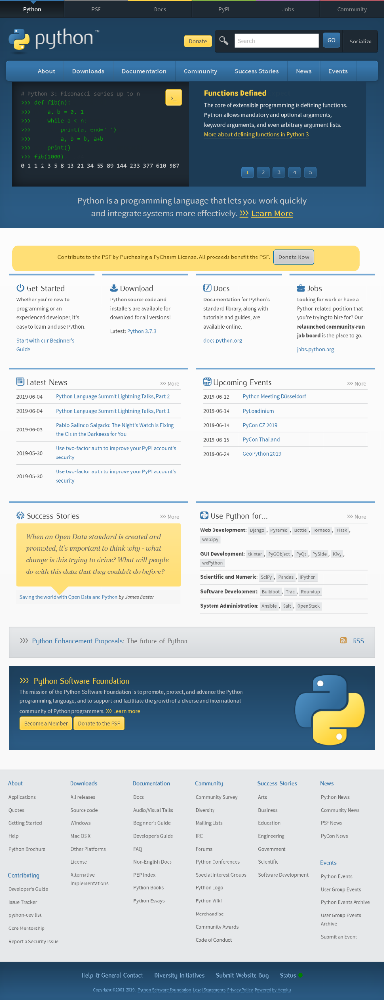 Python PSF Docs PyPI Jobs Community
python™
Donate Search GO Socialize
About Downloads Documentation Community Success Stories News Events
# Python 3: Fibonacci series up to n
>>> def fib(n):
>>>     a, b = 0, 1
>>>     while a < n:
>>>         print(a, end=' ')
>>>         a, b = b, a+b
>>>     print()
>>> fib(1000)
0 1 1 2 3 5 8 13 21 34 55 89 144 233 377 610 987
>_
Functions Defined
The core of extensible programming is defining functions.
Python allows mandatory and optional arguments,
keyword arguments, and even arbitrary argument lists.
More about defining functions in Python 3
1 2 3 4 5
Python is a programming language that lets you work quickly
and integrate systems more effectively. >>> Learn More
Contribute to the PSF by Purchasing a PyCharm License. All proceeds benefit the PSF. Donate Now
Get Started
Whether you're new to
programming or an
experienced developer, it's
easy to learn and use Python.
Start with our Beginner's
Guide
Download
Python source code and
installers are available for
download for all versions!
Latest: Python 3.7.3
Docs
Documentation for Python's
standard library, along with
tutorials and guides, are
available online.
docs.python.org
Jobs
Looking for work or have a
Python related position that
you're trying to hire for? Our
relaunched community-run
job board is the place to go.
jobs.python.org
Latest News
>>> More
2019-06-04 Python Language Summit Lightning Talks, Part 2
2019-06-04 Python Language Summit Lightning Talks, Part 1
2019-06-03 Pablo Galindo Salgado: The Night's Watch is Fixing
the CIs in the Darkness for You
2019-05-30 Use two-factor auth to improve your PyPI account's
security
2019-05-30 Use two-factor auth to improve your PyPI account's
security
Upcoming Events
>>> More
2019-06-12 Python Meeting Düsseldorf
2019-06-14 PyLondinium
2019-06-14 PyCon CZ 2019
2019-06-15 PyCon Thailand
2019-06-24 GeoPython 2019
Success Stories
>>> More
When an Open Data standard is created and
promoted, it's important to think why - what
change is this trying to drive? What will people
do with this data that they couldn't do before?
Saving the world with Open Data and Python by James Baster
Use Python for...
>>> More
Web Development: Django, Pyramid, Bottle, Tornado, Flask,
web2py
GUI Development: tkInter, PyGObject, PyQt, PySide, Kivy,
wxPython
Scientific and Numeric: SciPy, Pandas, IPython
Software Development: Buildbot, Trac, Roundup
System Administration: Ansible, Salt, OpenStack
>>> Python Enhancement Proposals: The future of Python
RSS
>>> Python Software Foundation
The mission of the Python Software Foundation is to promote, protect, and advance the Python
programming language, and to support and facilitate the growth of a diverse and international
community of Python programmers. >>> Learn more
Become a Member Donate to the PSF
About
Applications
Quotes
Getting Started
Help
Python Brochure
Downloads
All releases
Source code
Windows
Mac OS X
Other Platforms
License
Alternative
Implementations
Documentation
Docs
Audio/Visual Talks
Beginner's Guide
Developer's Guide
FAQ
Non-English Docs
PEP Index
Python Books
Python Essays
Community
Community Survey
Diversity
Mailing Lists
IRC
Forums
Python Conferences
Special Interest Groups
Python Logo
Python Wiki
Merchandise
Community Awards
Code of Conduct
Success Stories
Arts
Business
Education
Engineering
Government
Scientific
Software Development
News
Python News
Community News
PSF News
PyCon News
Contributing
Developer's Guide
Issue Tracker
python-dev list
Core Mentorship
Report a Security Issue
Events
Python Events
User Group Events
Python Events Archive
User Group Events
Archive
Submit an Event
Help & General Contact Diversity Initiatives Submit Website Bug Status
Copyright ©2001-2019. Python Software Foundation Legal Statements Privacy Policy Powered by Heroku